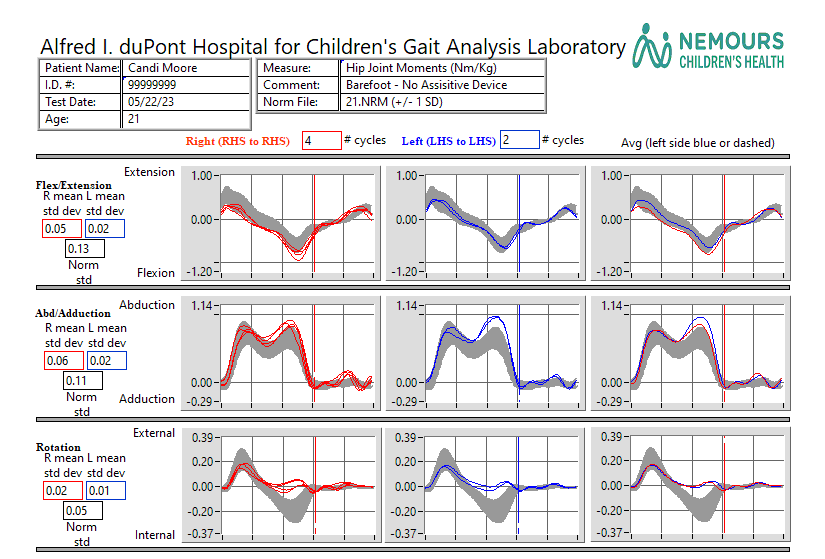 Alfred I. duPont Hospital for Children's Gait Analysis Laboratory
NEMOURS
CHILDREN'S HEALTH
Patient Name: Candi Moore
I.D. #: 99999999
Test Date: 05/22/23
Age: 21
Measure: Hip Joint Moments (Nm/Kg)
Comment: Barefoot - No Assisitive Device
Norm File: 21.NRM (+/- 1 SD)
Right (RHS to RHS) 4 # cycles Left (LHS to LHS) 2 # cycles Avg (left side blue or dashed)
Extension
Flex/Extension
R mean L mean
std dev std dev
0.05 0.02
0.13
Norm
std
Flexion
1.00 1.00 1.00
0.00 0.00 0.00
-1.20 -1.20 -1.20
Abduction
Abd/Adduction
R mean L mean
std dev std dev
0.06 0.02
0.11
Norm
std
Adduction
1.14 1.14 1.14
0.00 0.00 0.00
-0.29 -0.29 -0.29
External
Rotation
R mean L mean
std dev std dev
0.02 0.01
0.05
Norm
std
Internal
0.39 0.39 0.39
0.20 0.20 0.20
0.00 0.00 0.00
-0.20 -0.20 -0.20
-0.37 -0.37 -0.37